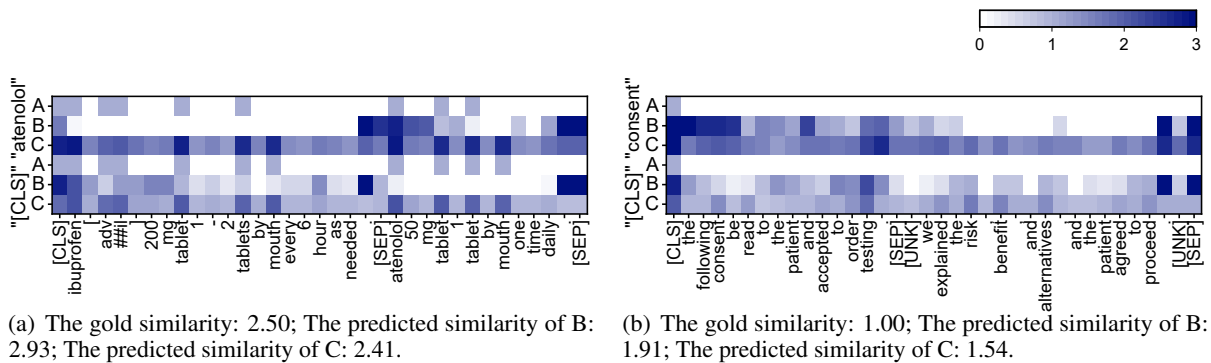 0 1 2 3
"[CLS]" "atenolol"
A
B
C
A
B
C
[CLS] ibuprofen [ adv ##il ] 200 mg tablet 1 - 2 tablets by mouth every 6 hour as needed . [SEP] atenolol 50 mg tablet 1 tablet by mouth one time daily . [SEP]
"[CLS]" "consent"
A
B
C
A
B
C
[CLS] the following consent be read to the patient and accepted to order testing . [SEP] [UNK] we explained the risk , benefit , and alternatives , and the patient agreed to proceed . [UNK] [SEP]
(a) The gold similarity: 2.50; The predicted similarity of B:
2.93; The predicted similarity of C: 2.41.
(b) The gold similarity: 1.00; The predicted similarity of B:
1.91; The predicted similarity of C: 1.54.